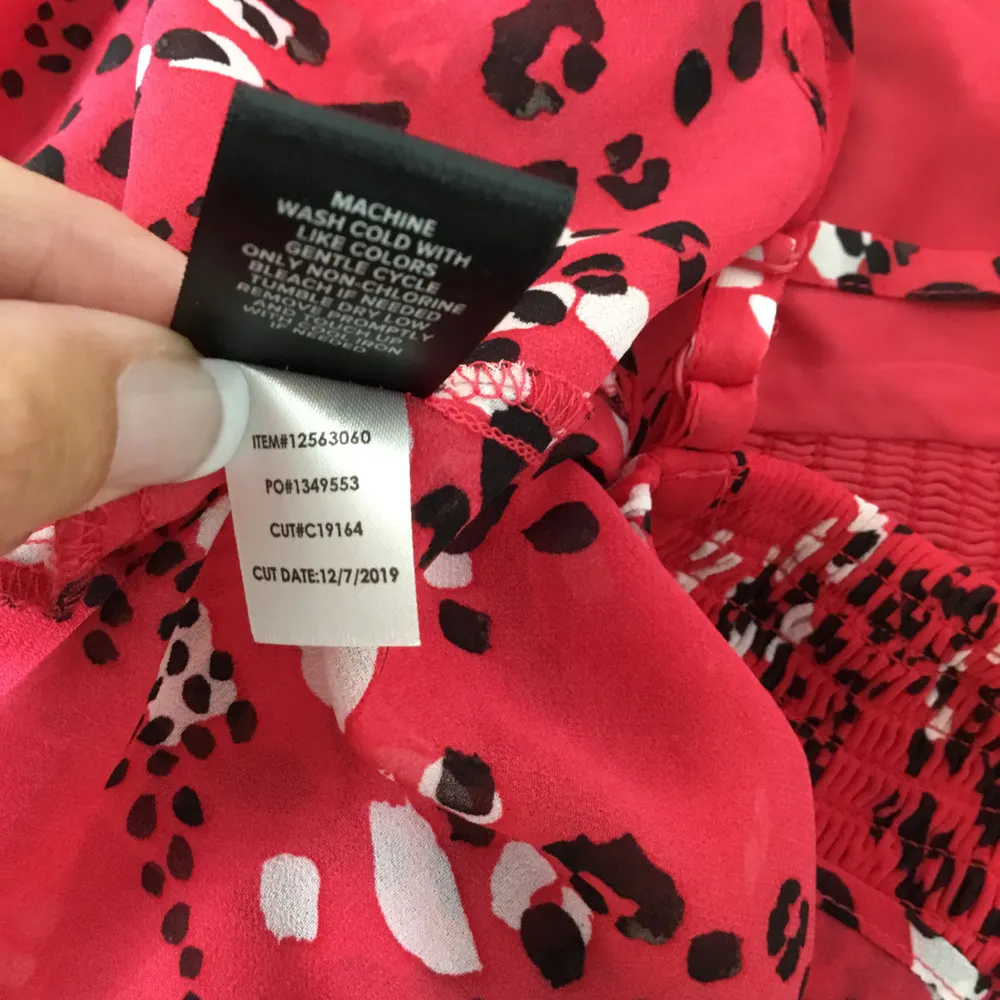 MACHINE
WASH COLD WITH
LIKE COLORS
GENTLE CYCLE
ONLY NON-CHLORINE
BLEACH IF NEEDED
TUMBLE DRY LOW.
REMOVE PROMPTLY
AND TOUCH UP
WITH COOL IRON
IF NEEDED
ITEM#12563060
PO#1349553
CUT#C19164
CUT DATE:12/7/2019